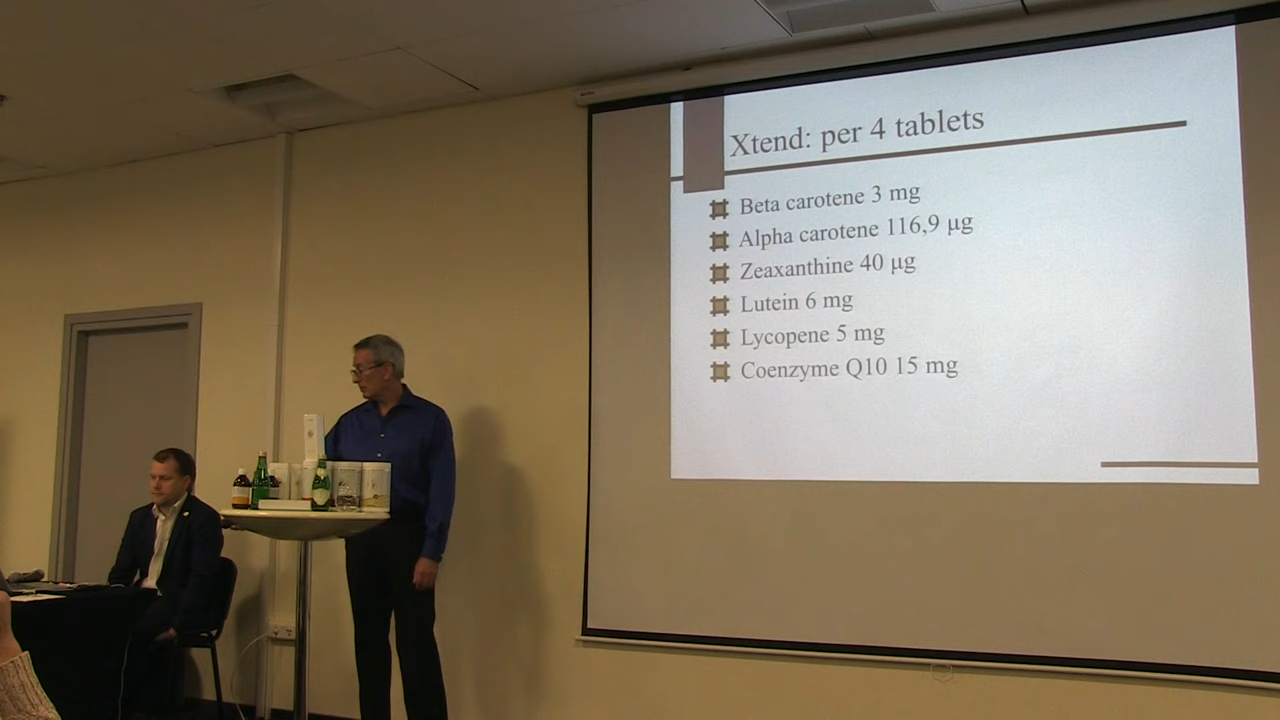 Xtend: per 4 tablets
Beta carotene 3 mg
Alpha carotene 116,9 μg
Zeaxanthine 40 μg
Lutein 6 mg
Lycopene 5 mg
Coenzyme Q10 15 mg